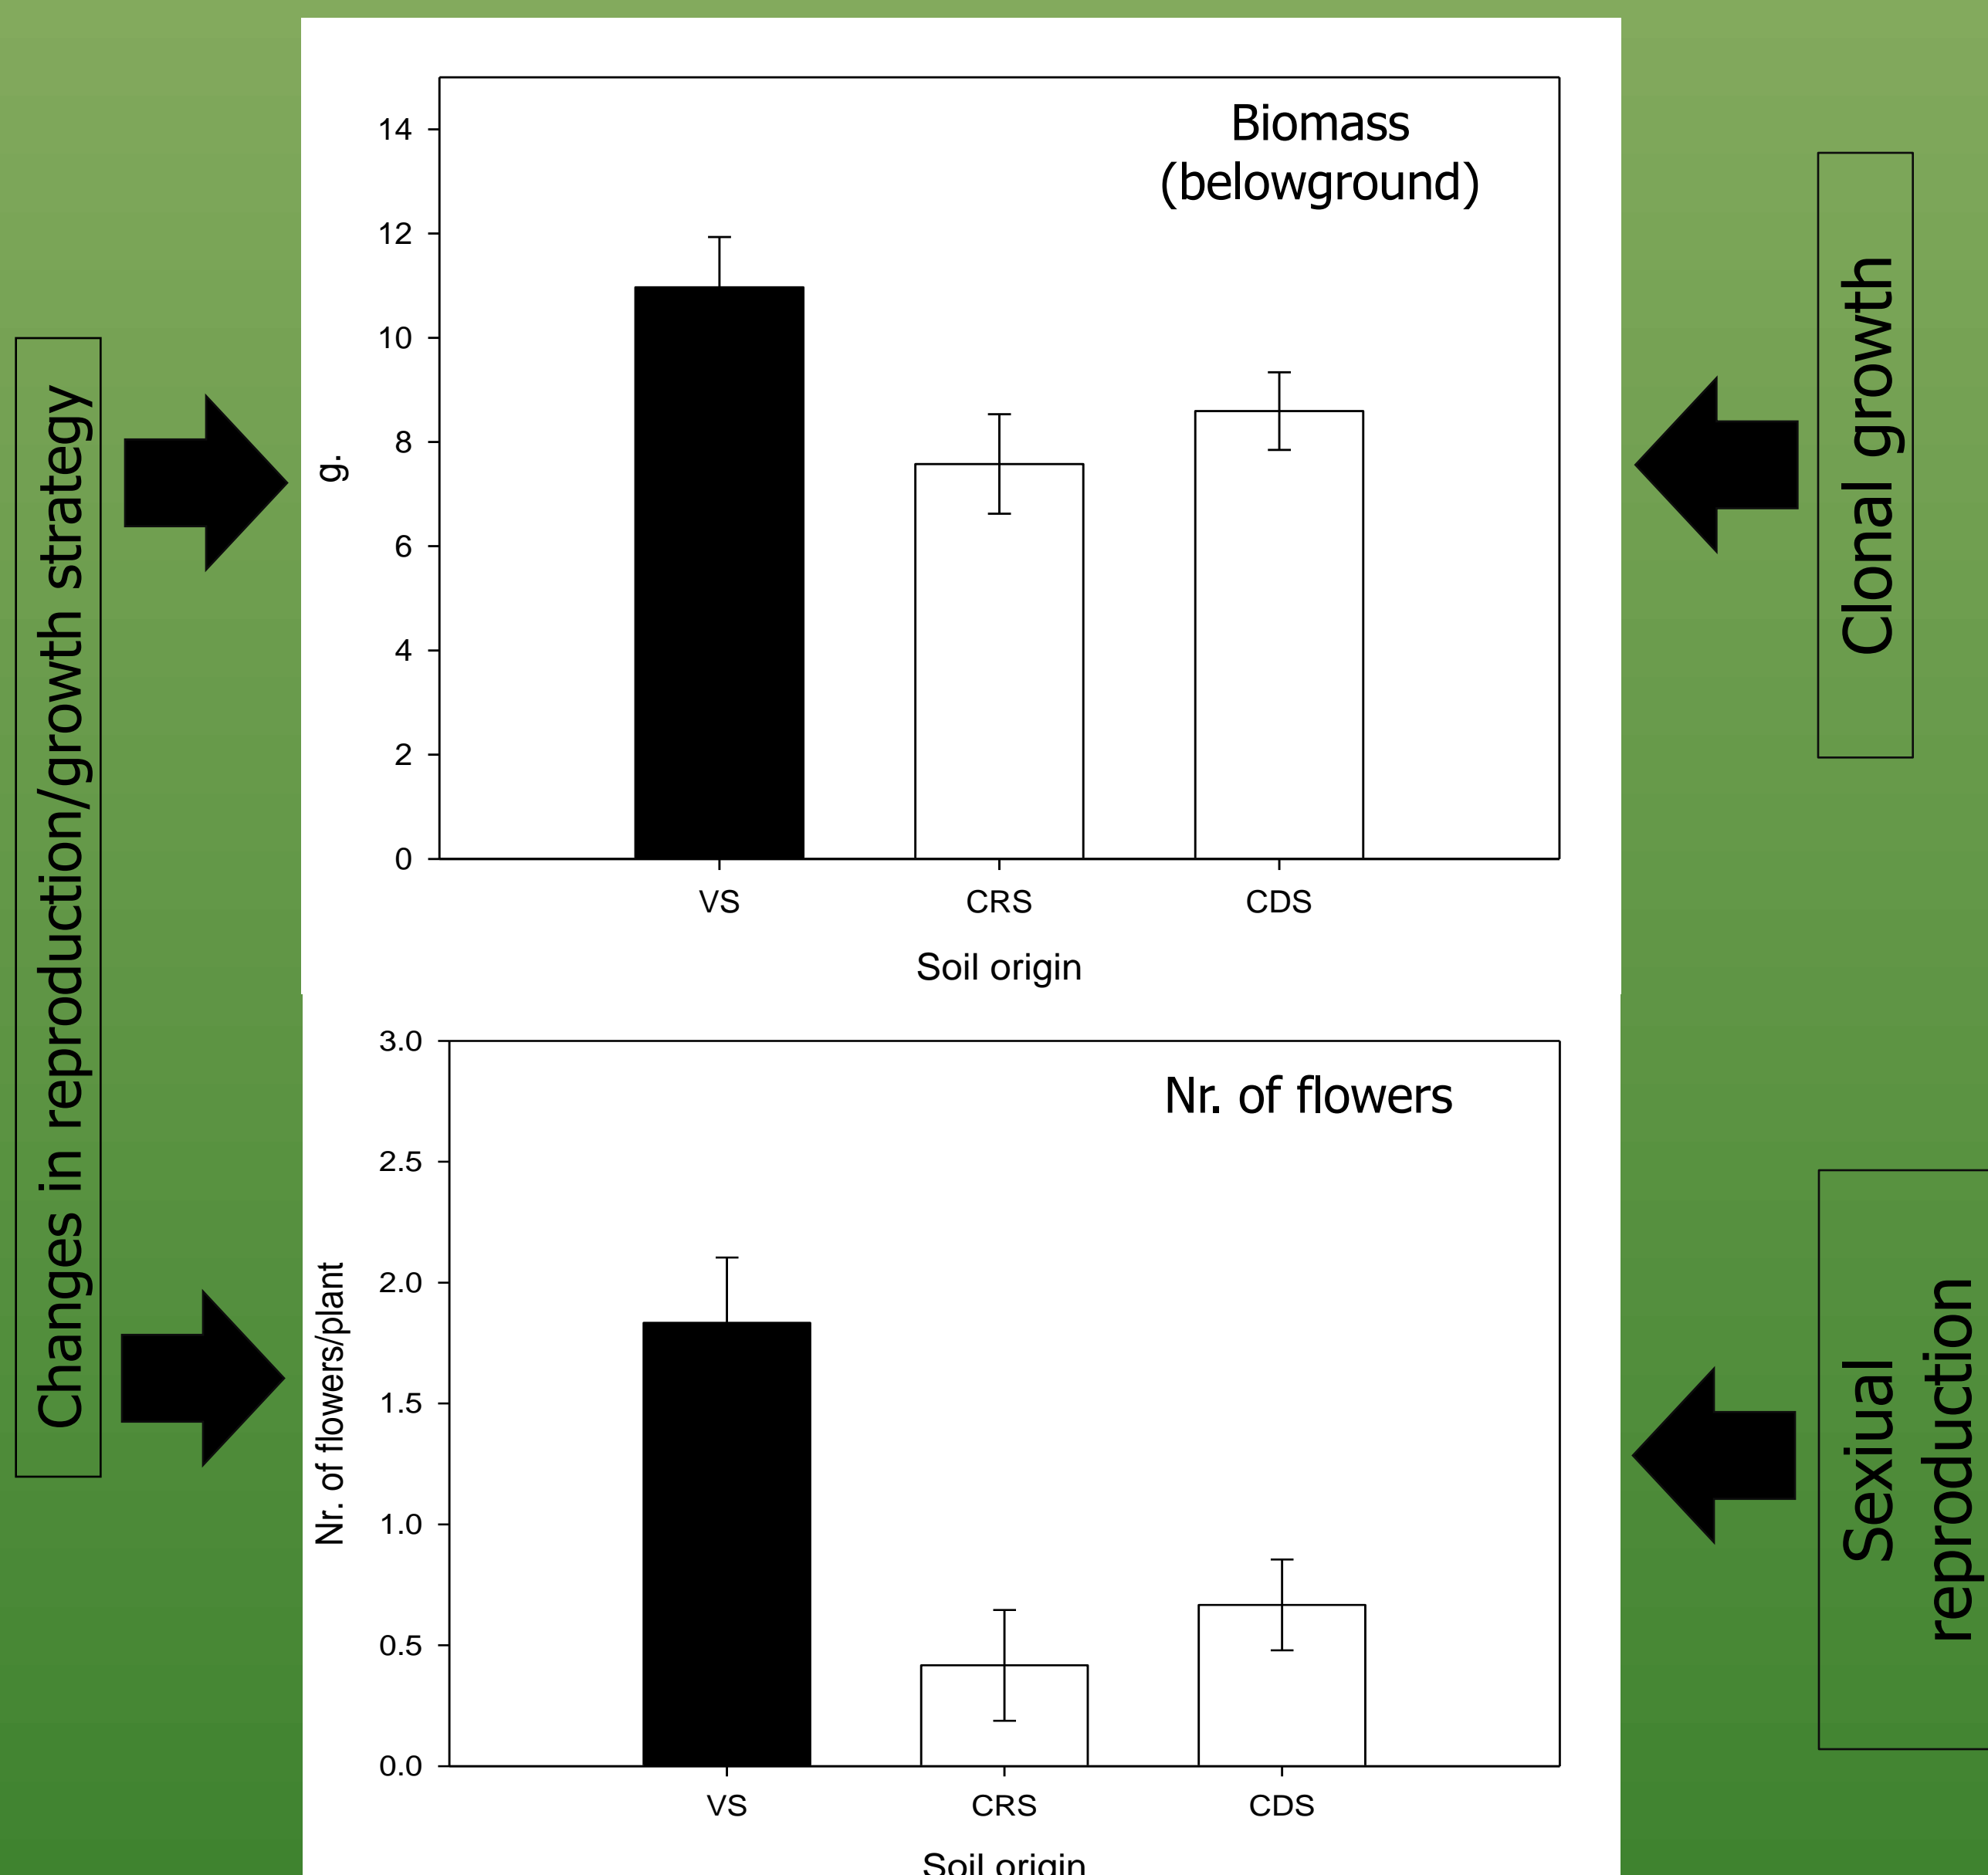 Changes in reproduction/growth strategy
Biomass
(belowground)
14
12
10
8
6
4
2
0
g.
VS CRS CDS
Soil origin
Clonal growth
Nr. of flowers
3.0
2.5
2.0
1.5
1.0
0.5
0.0
Nr. of flowers/plant
VS CRS CDS
Soil origin
Sexiual
reproduction